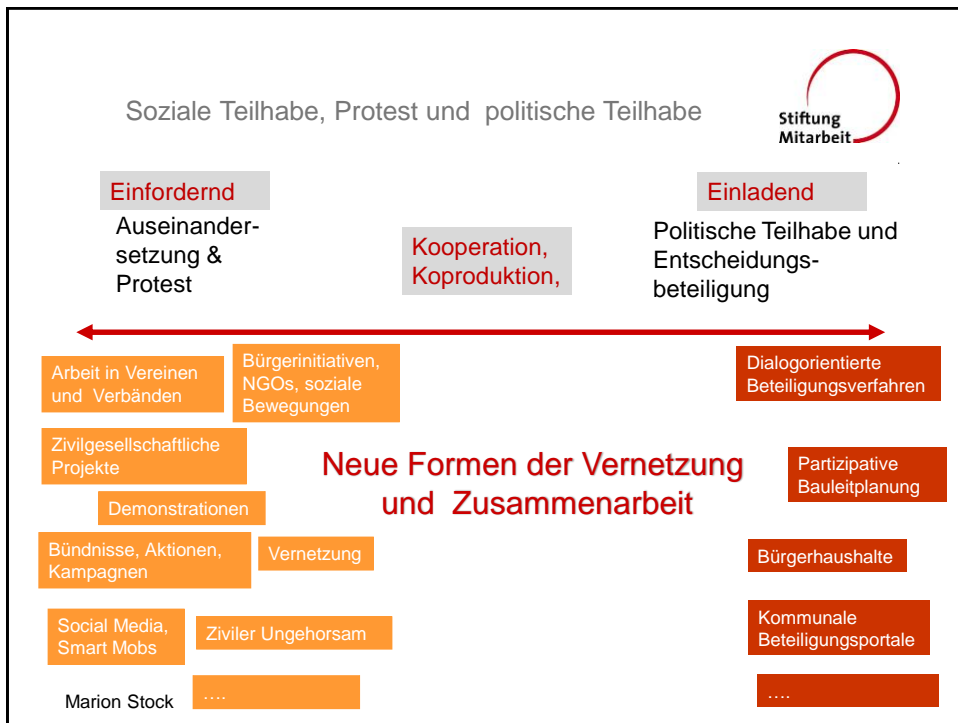 Soziale Teilhabe, Protest und politische Teilhabe
Stiftung
Mitarbeit
Einfordernd
Auseinander-
setzung &
Protest
Kooperation,
Koproduktion,
Einladend
Politische Teilhabe und
Entscheidungs-
beteiligung
Arbeit in Vereinen
und Verbänden
Bürgerinitiativen,
NGOs, soziale
Bewegungen
Zivilgesellschaftliche
Projekte
Demonstrationen
Bündnisse, Aktionen,
Kampagnen
Vernetzung
Social Media,
Smart Mobs
Ziviler Ungehorsam
....
Neue Formen der Vernetzung
und Zusammenarbeit
Dialogorientierte
Beteiligungsverfahren
Partizipative
Bauleitplanung
Bürgerhaushalte
Kommunale
Beteiligungsportale
....
Marion Stock